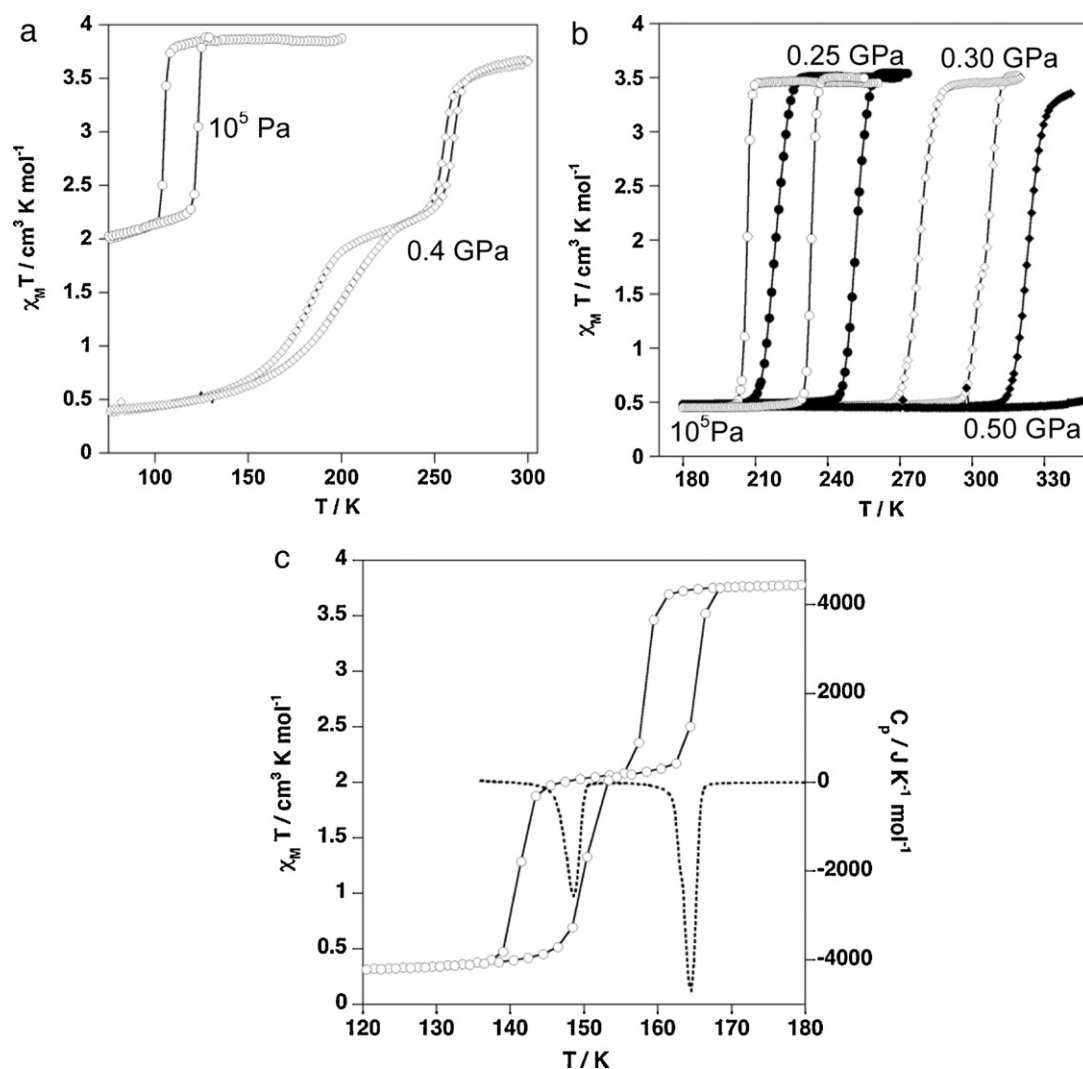 a
4
3.5
3
2.5
2
1.5
1
0.5
0
χM T / cm³ K mol⁻¹
10⁵ Pa
0.4 GPa
100 150 200 250 300
T / K
b
4
3.5
3
2.5
2
1.5
1
0.5
0
χM T / cm³ K mol⁻¹
0.25 GPa 0.30 GPa
10⁵Pa 0.50 GPa
180 210 240 270 300 330
T / K
c
4
3.5
3
2.5
2
1.5
1
0.5
0
χM T / cm³ K mol⁻¹
4000
2000
0
-2000
-4000
Cp / J K⁻¹ mol⁻¹
120 130 140 150 160 170 180
T / K